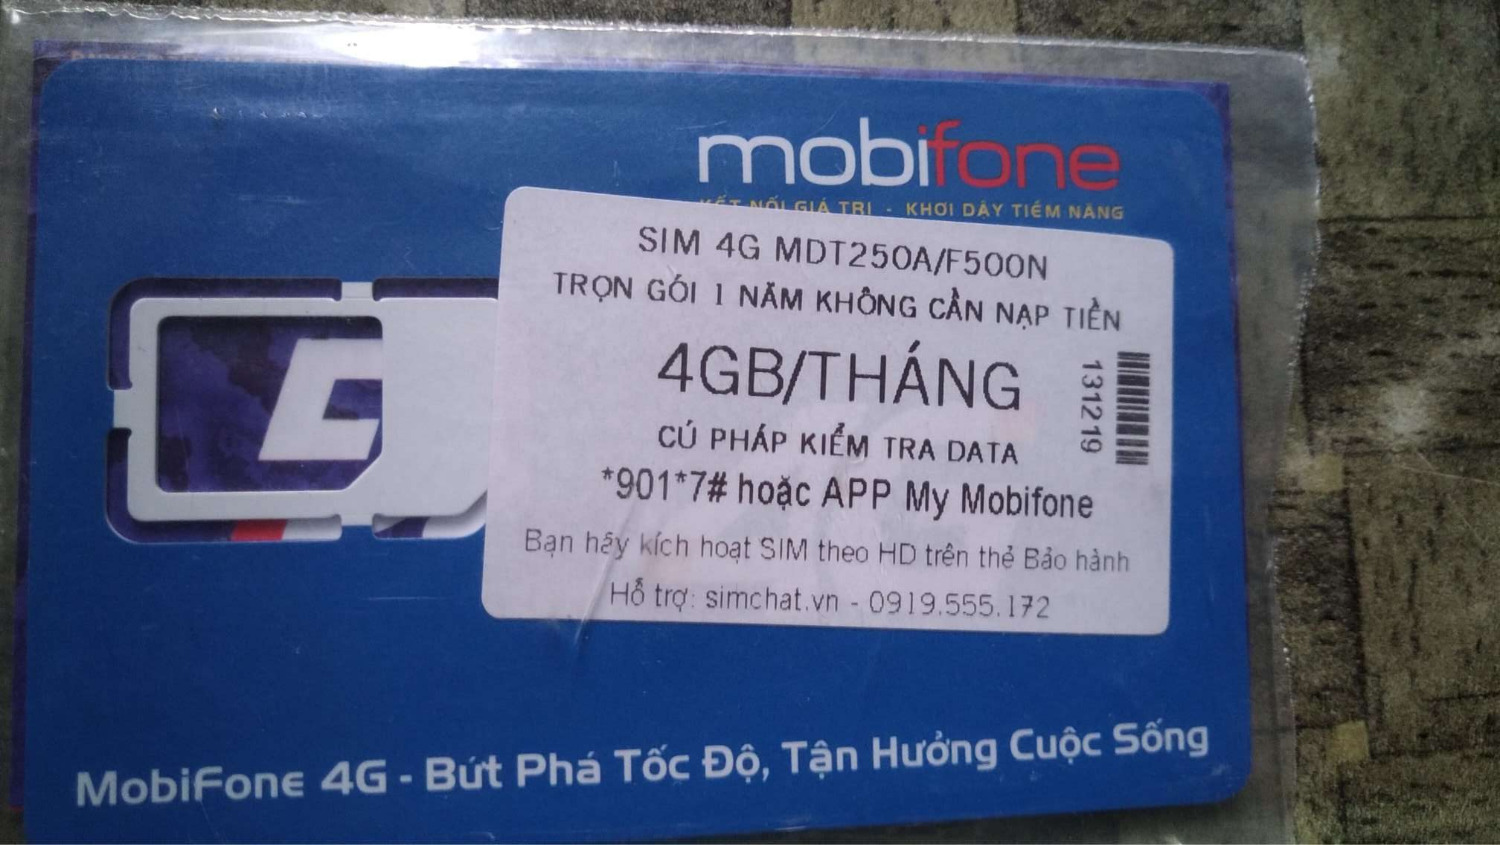 mobifone
KẾT NỐI GIÁ TRỊ - KHƠI DẬY TIỀM NĂNG
SIM 4G MDT250A/F500N
TRỌN GÓI 1 NĂM KHÔNG CẦN NẠP TIỀN
4GB/THÁNG
131219
CÚ PHÁP KIỂM TRA DATA
*901*7# hoặc APP My Mobifone
Bạn hãy kích hoạt SIM theo HD trên thẻ Bảo hành
Hỗ trợ: simchat.vn - 0919.555.172
MobiFone 4G - Bứt Phá Tốc Độ, Tận Hưởng Cuộc Sống